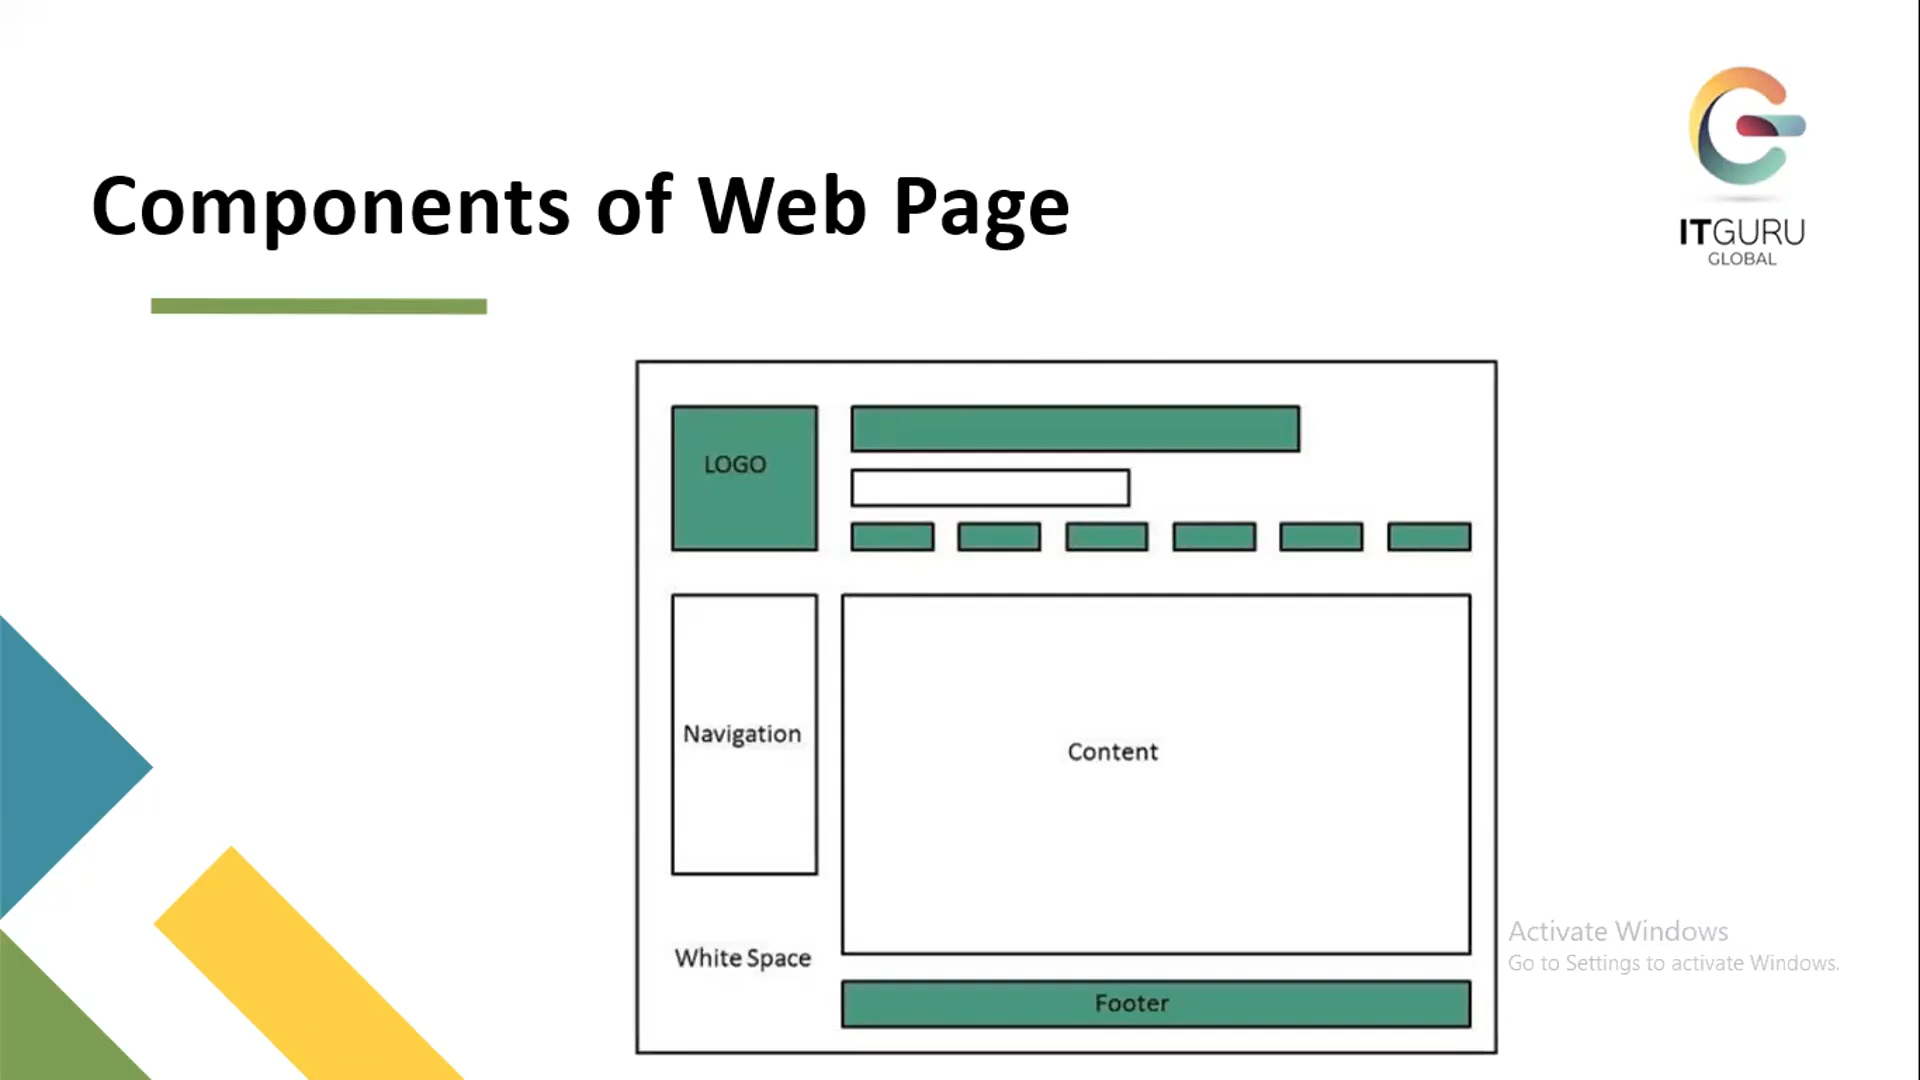 Components of Web Page
ITGURU
GLOBAL
LOGO
Navigation
Content
White Space
Footer
Activate Windows
Go to Settings to activate Windows.